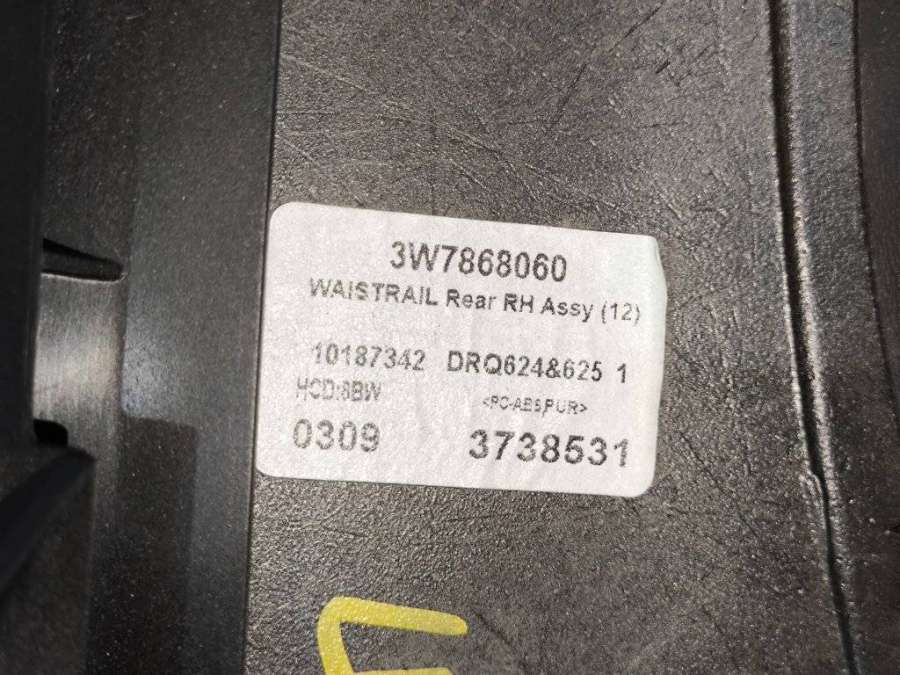 3W7868060
WAISTRAIL Rear RH Assy (12)
10187342 DRQ624&625 1
HCD:8BW <PC-ABS,PUR>
0309 3738531